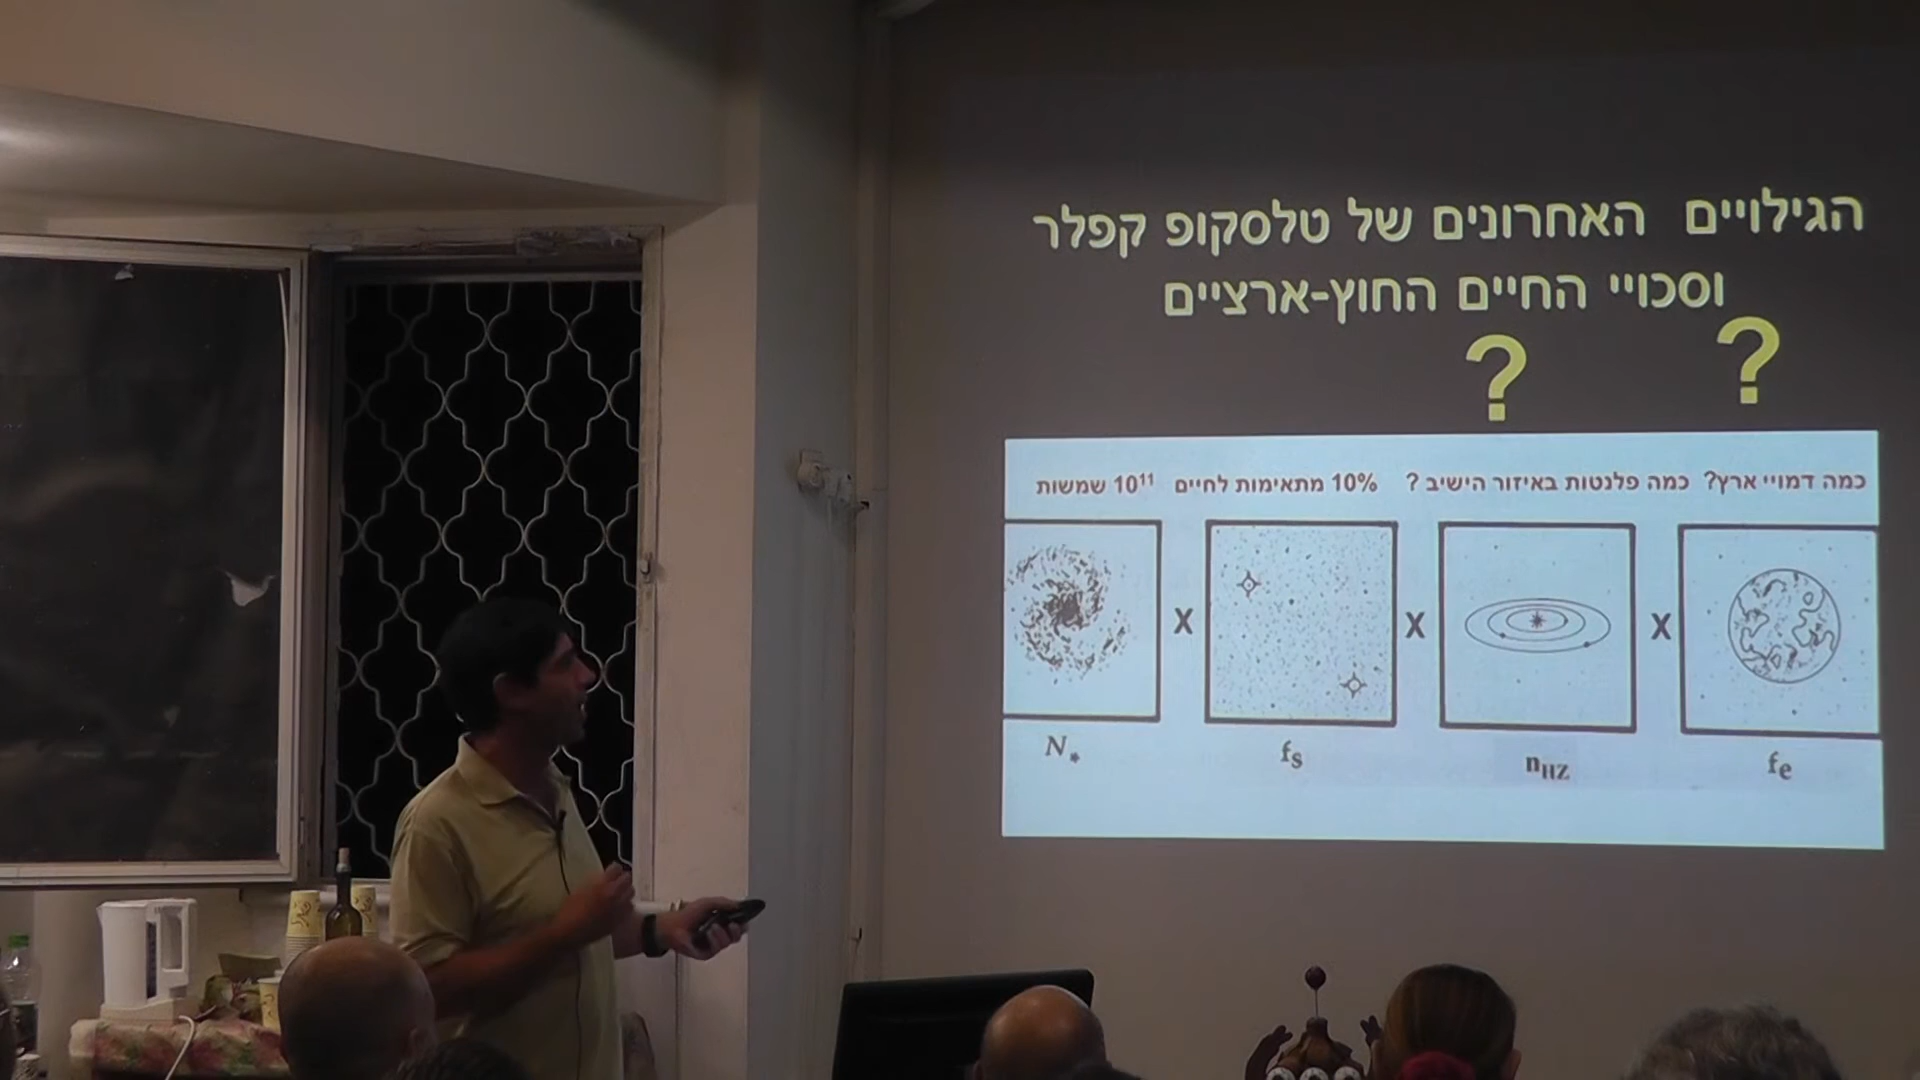 הגילויים האחרונים של טלסקופ קפלר
וסכויי החיים החוץ-ארציים
? ?
10¹¹ שמשות 10% מתאימות לחיים כמה פלנטות באיזור הישיב ? כמה דמויי ארץ?
X X X
N* fs nHZ fe